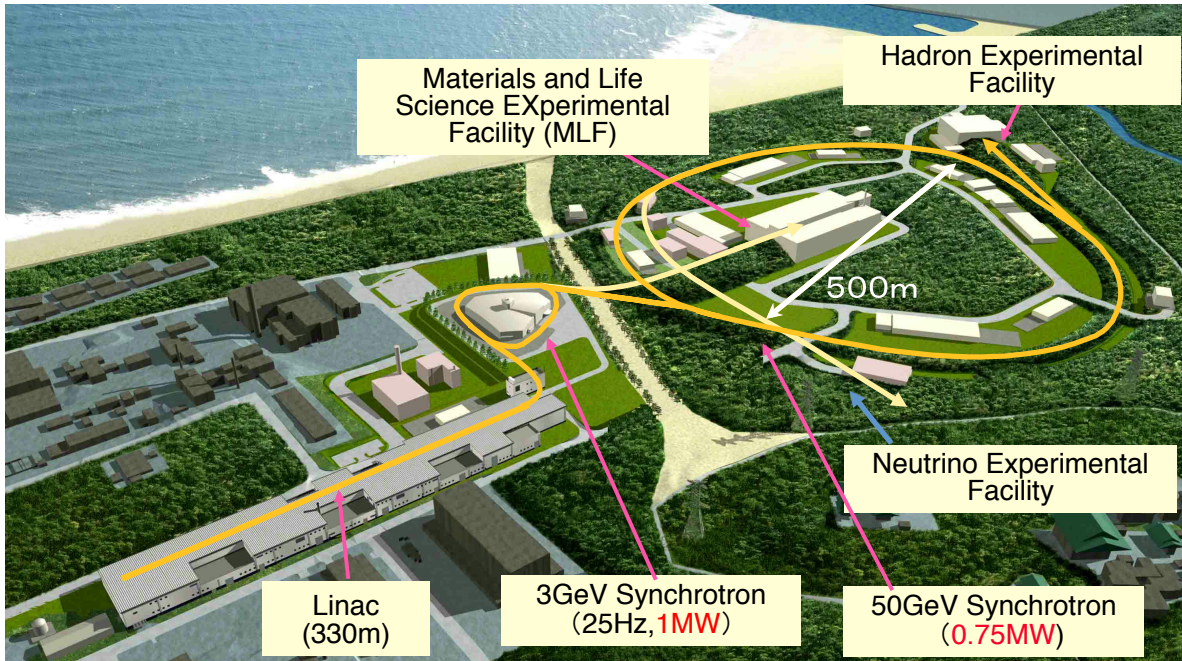 Materials and Life
Science EXperimental
Facility (MLF)
Hadron Experimental
Facility
500m
Neutrino Experimental
Facility
Linac
(330m)
3GeV Synchrotron
(25Hz,1MW)
50GeV Synchrotron
(0.75MW)